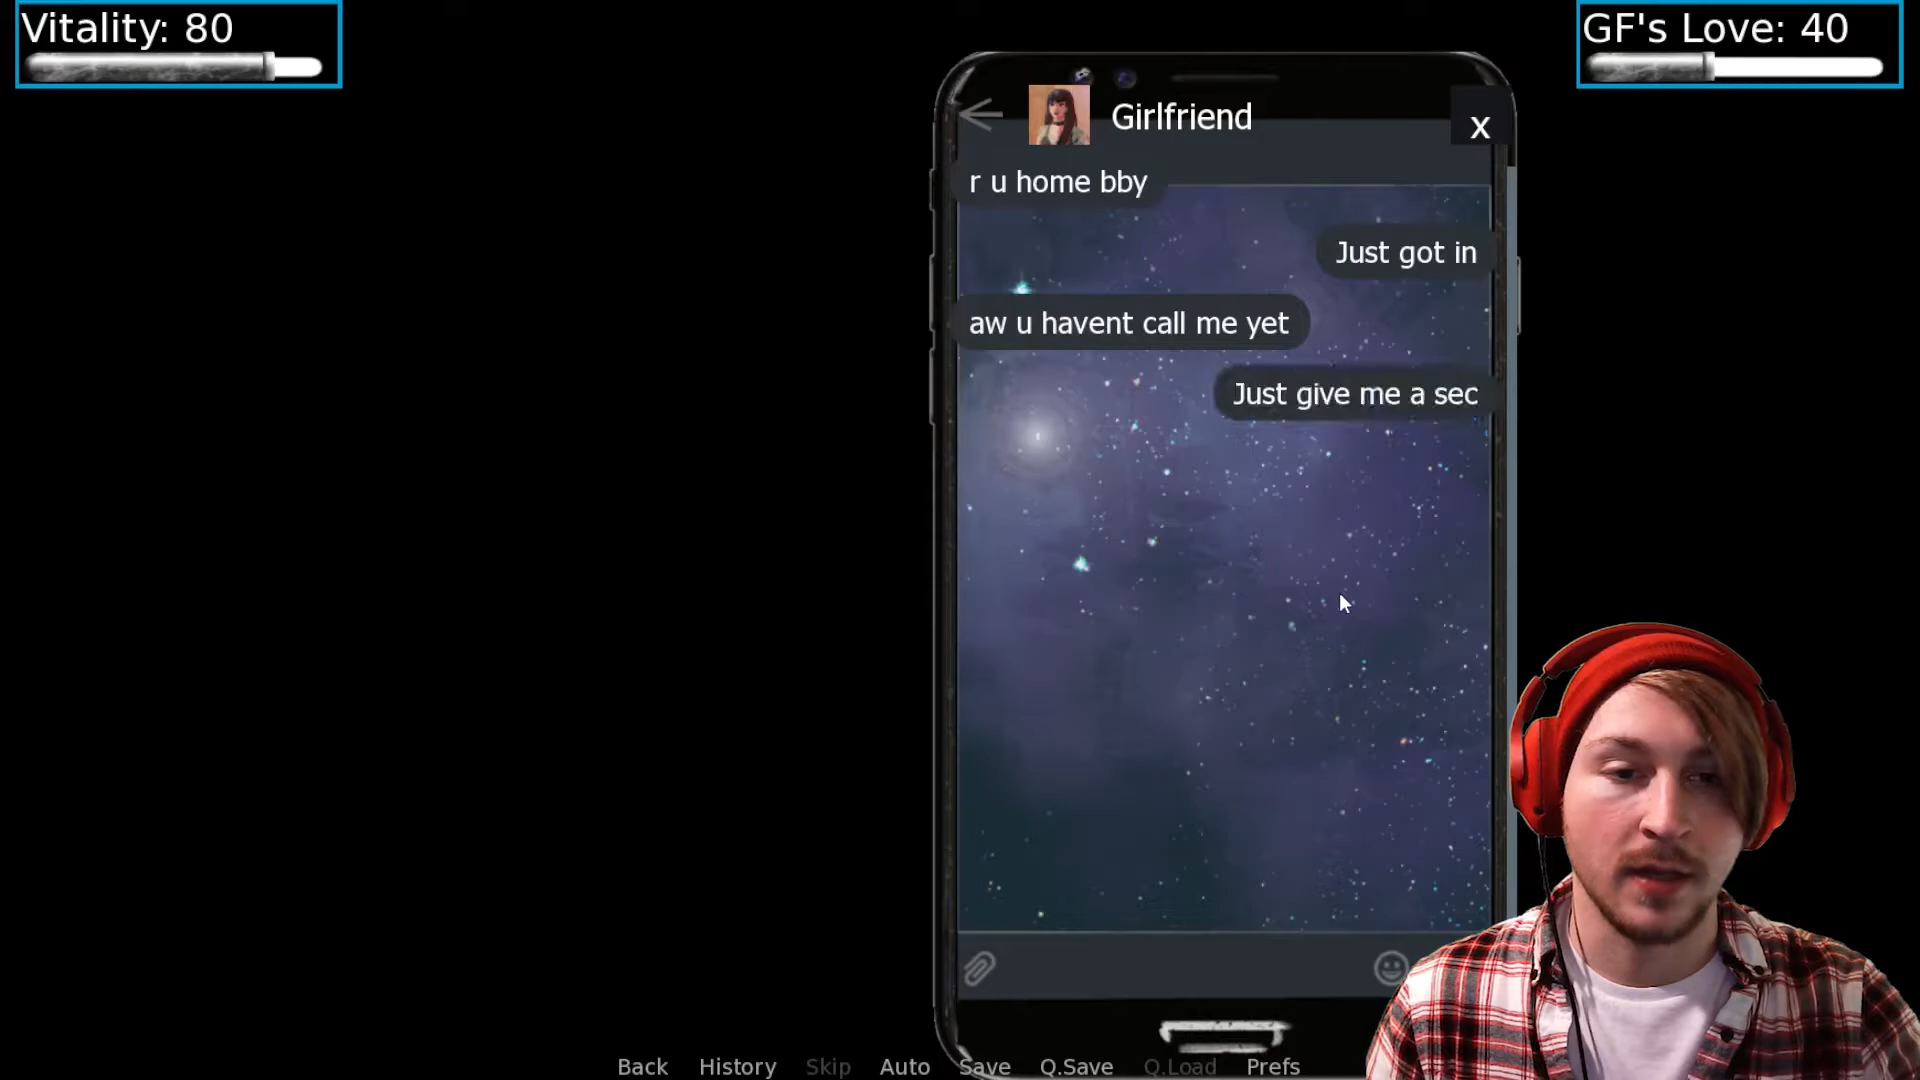 Vitality: 80
GF's Love: 40
Girlfriend
x
r u home bby
Just got in
aw u havent call me yet
Just give me a sec
Back History Skip Auto Save Q.Save Q.Load Prefs